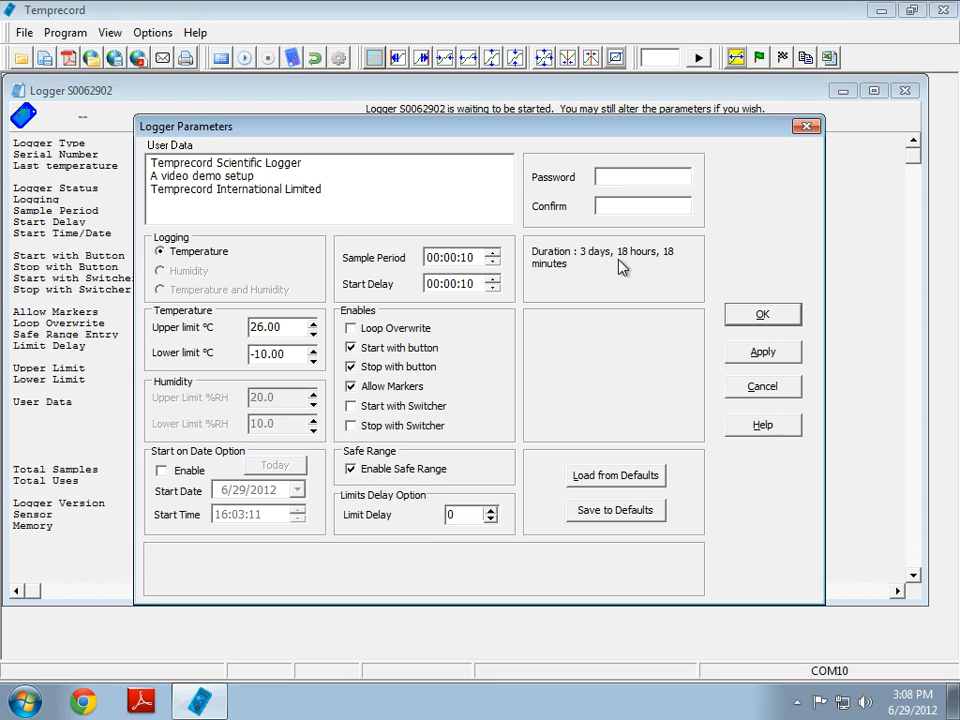 Temprecord
File Program View Options Help
Logger S0062902
Logger S0062902 is waiting to be started. You may still alter the parameters if you wish.
--
Logger Type
Serial Number
Last temperature
Logger Status
Logging
Sample Period
Start Delay
Start Time/Date
Start with Button
Stop with Button
Start with Switcher
Stop with Switcher
Allow Markers
Loop Overwrite
Safe Range Entry
Limit Delay
Upper Limit
Lower Limit
User Data
Total Samples
Total Uses
Logger Version
Sensor
Memory
Logger Parameters
User Data
Temprecord Scientific Logger
A video demo setup
Temprecord International Limited
Password
Confirm
Logging
Temperature
Humidity
Temperature and Humidity
Sample Period 00:00:10
Start Delay 00:00:10
Duration : 3 days, 18 hours, 18
minutes
Temperature
Upper limit ºC 26.00
Lower limit ºC -10.00
Humidity
Upper Limit %RH 20.0
Lower Limit %RH 10.0
Enables
Loop Overwrite
Start with button
Stop with button
Allow Markers
Start with Switcher
Stop with Switcher
Start on Date Option
Enable Today
Start Date 6/29/2012
Start Time 16:03:11
Safe Range
Enable Safe Range
Limits Delay Option
Limit Delay 0
Load from Defaults
Save to Defaults
OK
Apply
Cancel
Help
COM10
3:08 PM
6/29/2012